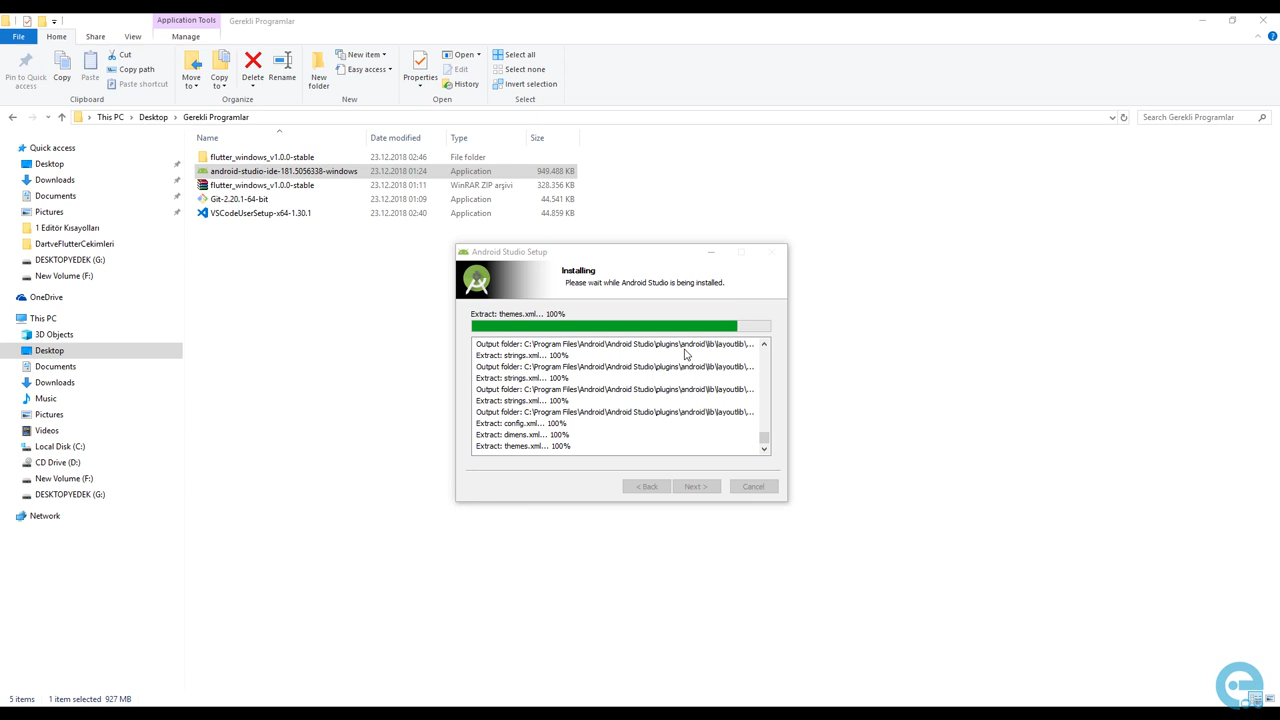 Application Tools
Gerekli Programlar
File
Home
Share
View
Manage
Pin to Quick access
Copy
Paste
Cut
Copy path
Paste shortcut
Clipboard
Move to
Copy to
Delete
Rename
Organize
New folder
New item
Easy access
New
Properties
Open
Edit
History
Open
Select all
Select none
Invert selection
Select
This PC > Desktop > Gerekli Programlar
Search Gerekli Programlar
Name
Date modified
Type
Size
flutter_windows_v1.0.0-stable 23.12.2018 02:46 File folder
android-studio-ide-181.5056338-windows 23.12.2018 01:24 Application 949.488 KB
flutter_windows_v1.0.0-stable 23.12.2018 01:11 WinRAR ZIP arşivi 328.356 KB
Git-2.20.1-64-bit 23.12.2018 01:09 Application 44.541 KB
VSCodeUserSetup-x64-1.30.1 23.12.2018 02:40 Application 44.859 KB
Quick access
Desktop
Downloads
Documents
Pictures
1 Editör Kısayolları
DartveFlutterCekimleri
DESKTOPYEDEK (G:)
New Volume (F:)
OneDrive
This PC
3D Objects
Desktop
Documents
Downloads
Music
Pictures
Videos
Local Disk (C:)
CD Drive (D:)
New Volume (F:)
DESKTOPYEDEK (G:)
Network
Android Studio Setup
Installing
Please wait while Android Studio is being installed.
Extract: themes.xml... 100%
Output folder: C:\Program Files\Android\Android Studio\plugins\android\lib\layoutlib\...
Extract: strings.xml... 100%
Output folder: C:\Program Files\Android\Android Studio\plugins\android\lib\layoutlib\...
Extract: strings.xml... 100%
Output folder: C:\Program Files\Android\Android Studio\plugins\android\lib\layoutlib\...
Extract: strings.xml... 100%
Output folder: C:\Program Files\Android\Android Studio\plugins\android\lib\layoutlib\...
Extract: config.xml... 100%
Extract: dimens.xml... 100%
Extract: themes.xml... 100%
< Back
Next >
Cancel
5 items
1 item selected 927 MB